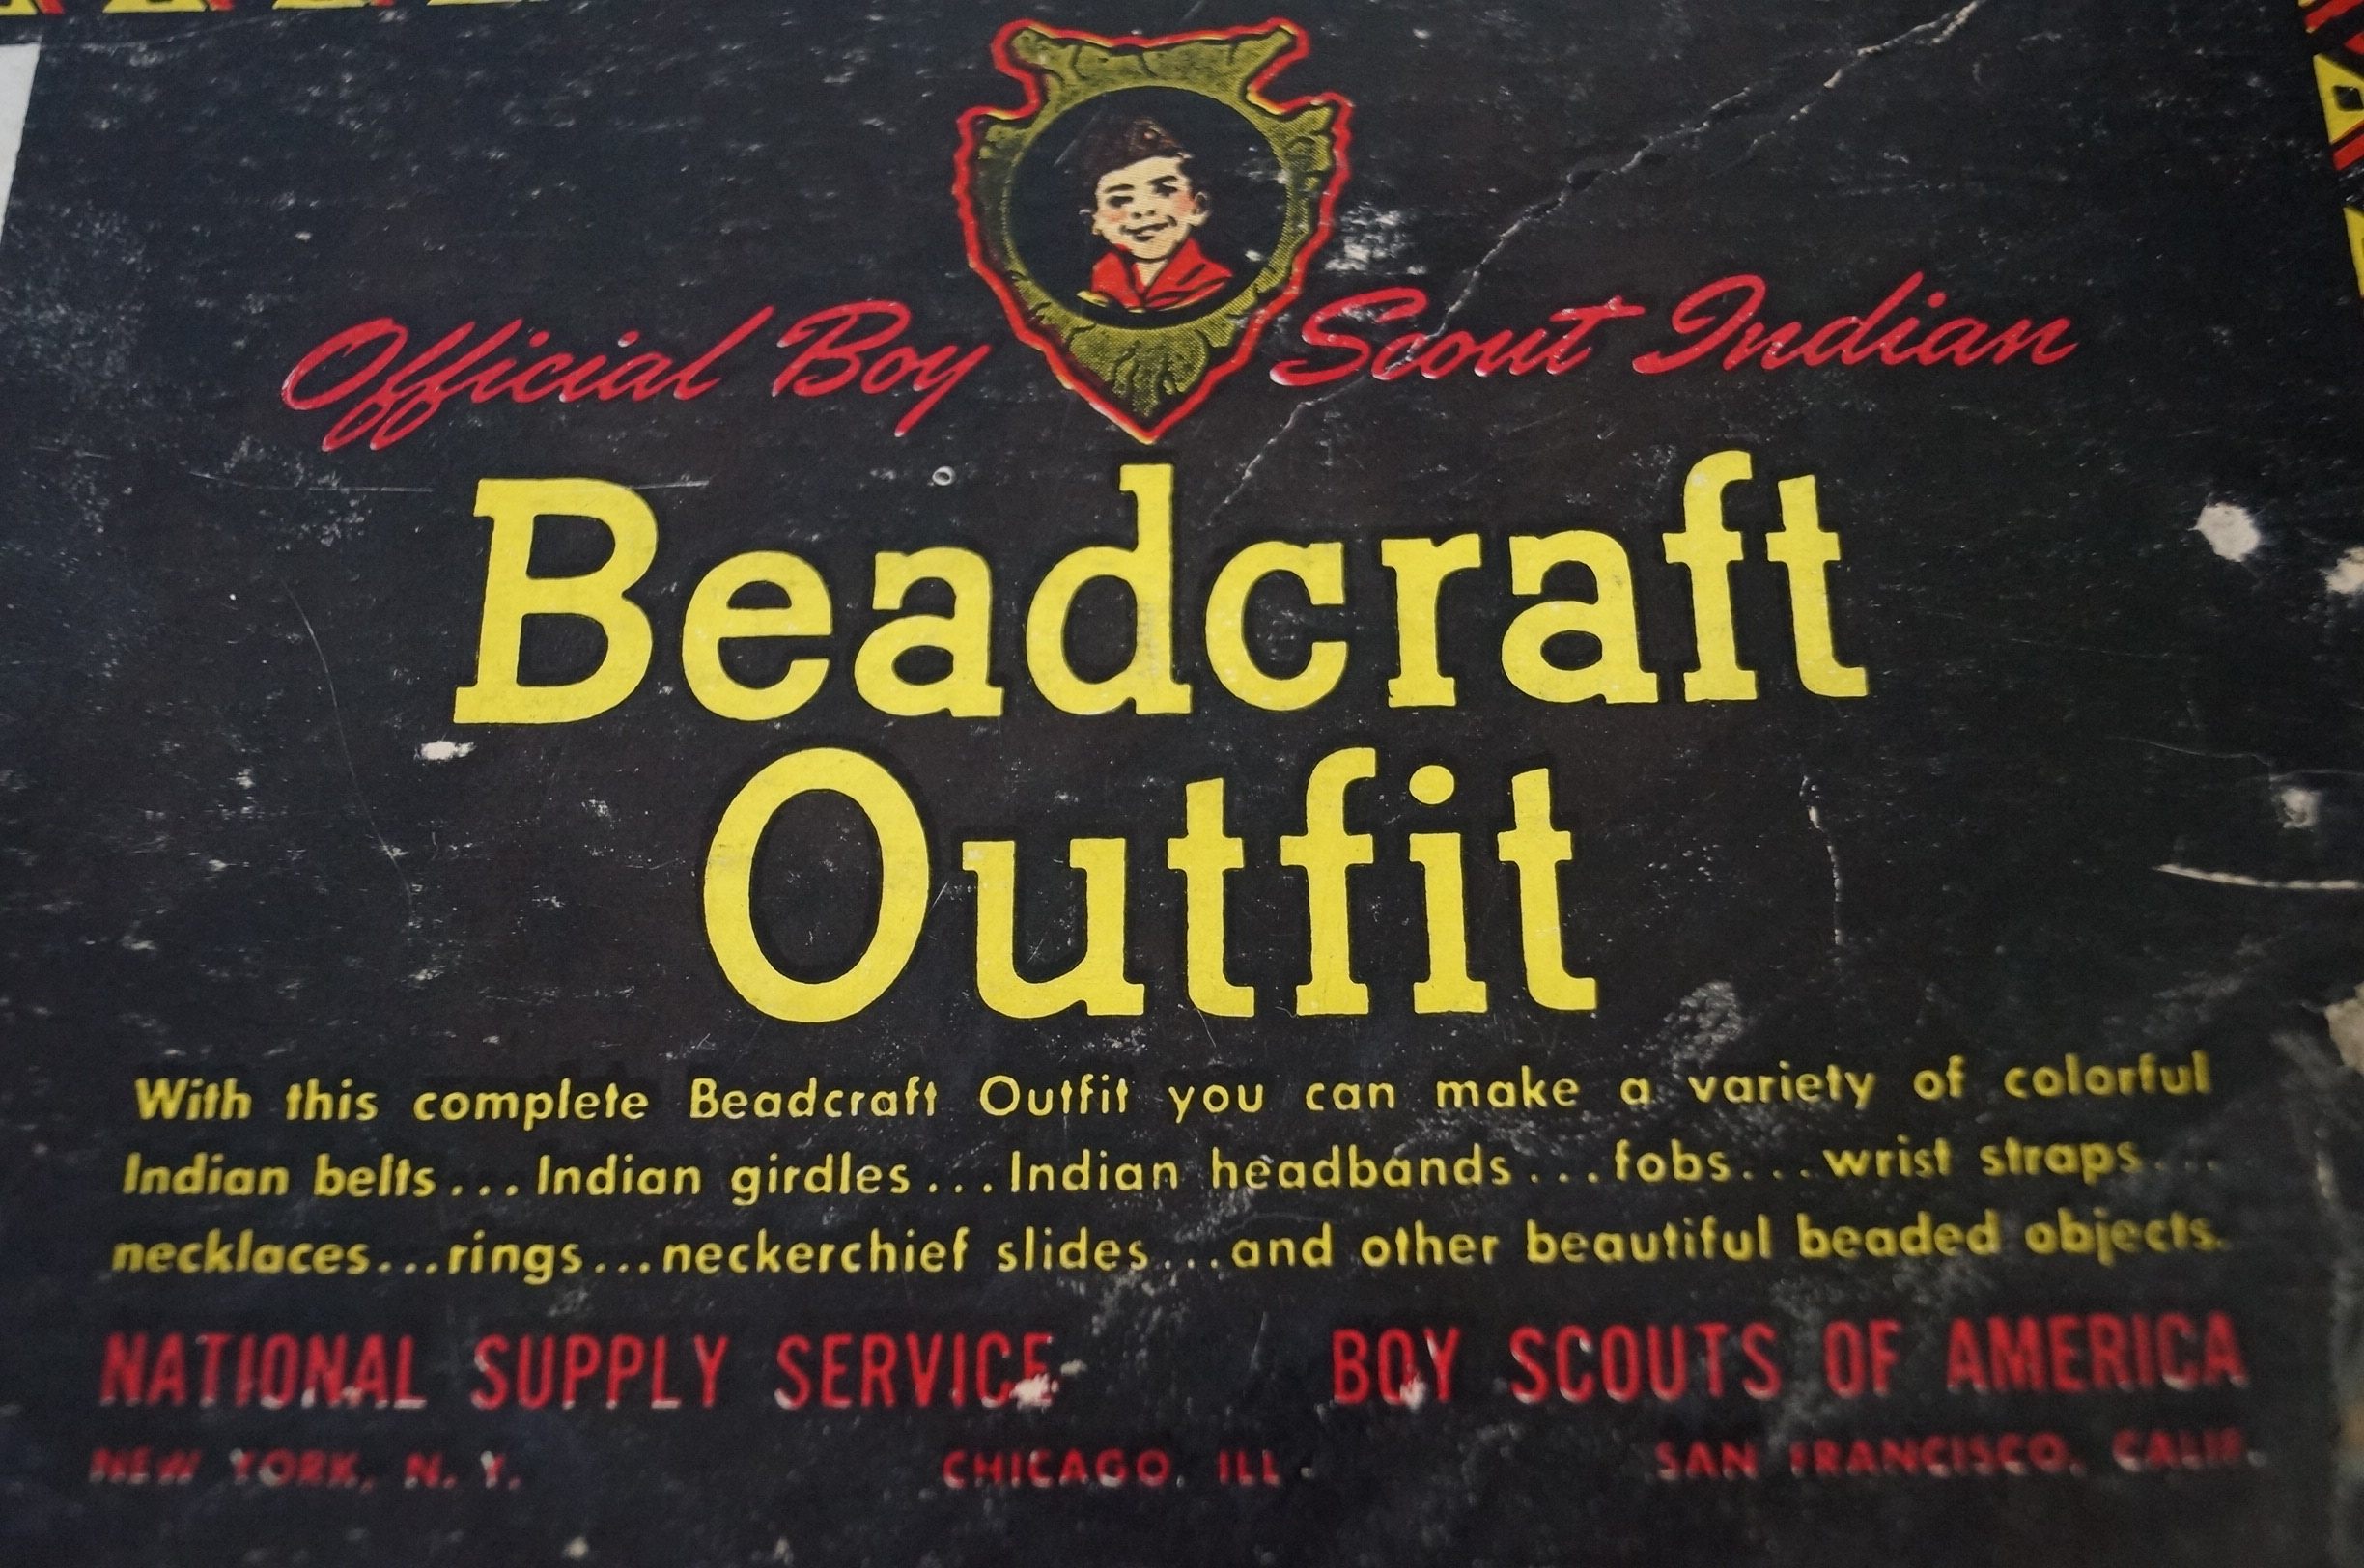 Official Boy Scout Indian
Beadcraft
Outfit
With this complete Beadcraft Outfit you can make a variety of colorful
Indian belts...Indian girdles...Indian headbands...fobs...wrist straps...
necklaces...rings...neckerchief slides...and other beautiful beaded objects.
NATIONAL SUPPLY SERVICE BOY SCOUTS OF AMERICA
NEW YORK, N. Y. CHICAGO, ILL. SAN FRANCISCO, CALIF.